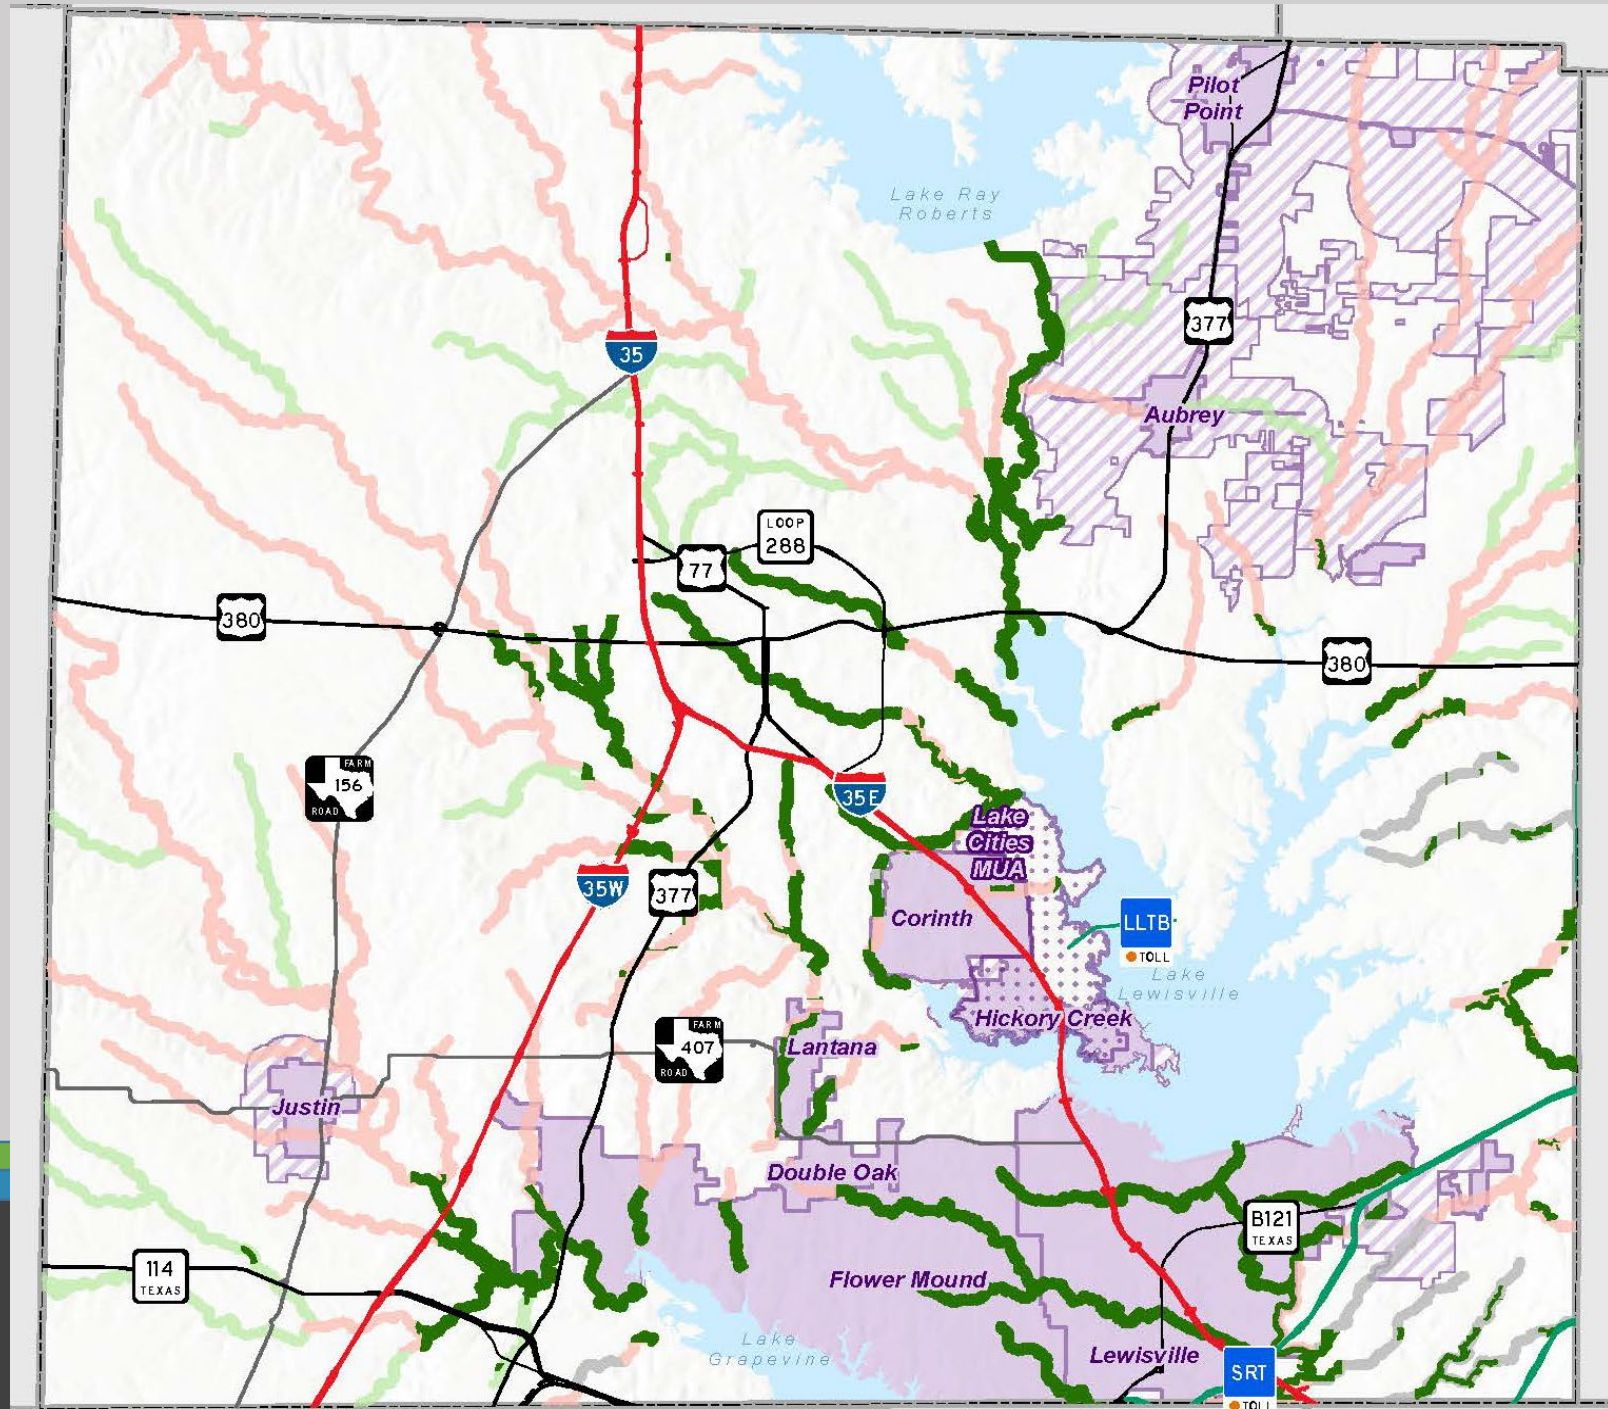 Pilot
Point
Lake Ray
Roberts
377
35
Aubrey
LOOP
288
77
380
380
FARM
156
ROAD
35E
Lake
Cities
MUA
35W
377
Corinth
LLTB
TOLL
Lake
Lewisville
Hickory Creek
FARM
407
ROAD
Lantana
Justin
Double Oak
B121
TEXAS
114
TEXAS
Flower Mound
Lake
Grapevine
Lewisville
SRT
TOLL